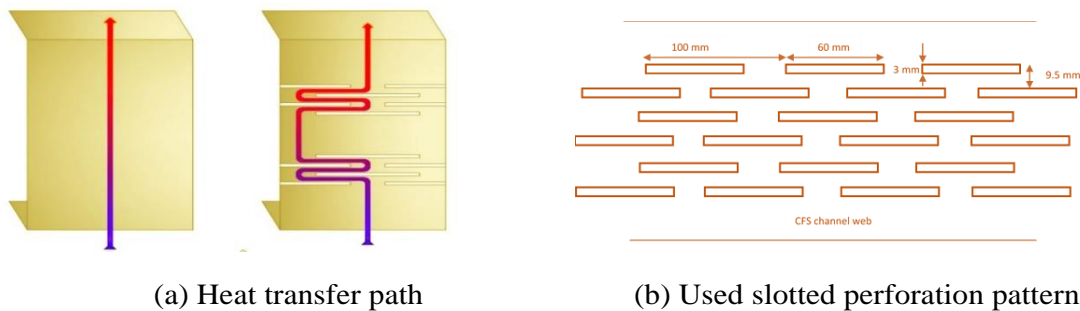 100 mm
60 mm
3 mm
9.5 mm
CFS channel web
(a) Heat transfer path
(b) Used slotted perforation pattern